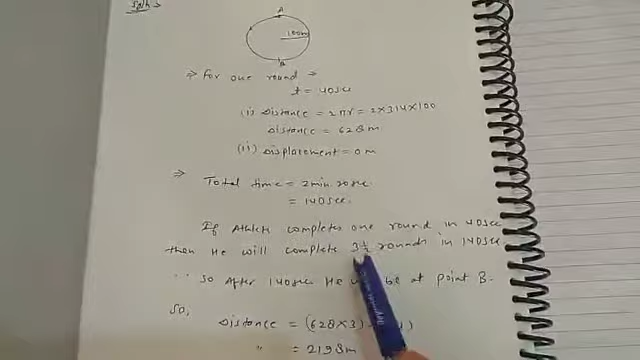 Soln:
A
100m
B
⇒ For one round →
t = 40sec
(i) Distance = 2πr = 2×3.14×100
Distance = 628m
(ii) Displacement = 0 m
⇒ Total time = 2min. 20sec.
= 140sec.
If Athlete completes one round in 40sec
then He will complete 3½ rounds in 140sec
∵ So After 140sec He be at point B.
So,
Distance = (628×3)
" = 2198m